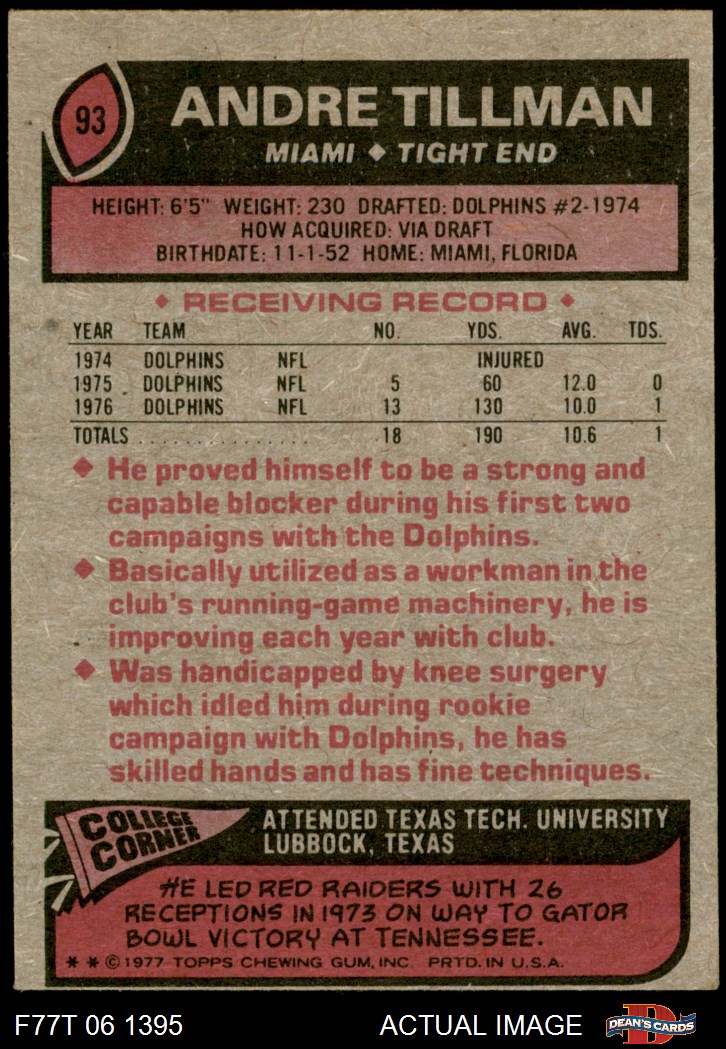 93
ANDRE TILLMAN
MIAMI ◆ TIGHT END
HEIGHT: 6'5" WEIGHT: 230 DRAFTED: DOLPHINS #2-1974
HOW ACQUIRED: VIA DRAFT
BIRTHDATE: 11-1-52 HOME: MIAMI, FLORIDA
◆ RECEIVING RECORD ◆
YEAR TEAM NO. YDS. AVG. TDS.
1974 DOLPHINS NFL INJURED
1975 DOLPHINS NFL 5 60 12.0 0
1976 DOLPHINS NFL 13 130 10.0 1
TOTALS . . . . . . . . . . . . . . . 18 190 10.6 1
◆ He proved himself to be a strong and
capable blocker during his first two
campaigns with the Dolphins.
◆ Basically utilized as a workman in the
club's running-game machinery, he is
improving each year with club.
◆ Was handicapped by knee surgery
which idled him during rookie
campaign with Dolphins, he has
skilled hands and has fine techniques.
COLLEGE
CORNER
ATTENDED TEXAS TECH. UNIVERSITY
LUBBOCK, TEXAS
HE LED RED RAIDERS WITH 26
RECEPTIONS IN 1973 ON WAY TO GATOR
BOWL VICTORY AT TENNESSEE.
* * © 1977 TOPPS CHEWING GUM, INC. PRTD. IN U.S.A.
F77T 06 1395 ACTUAL IMAGE
D
DEAN'S CARDS